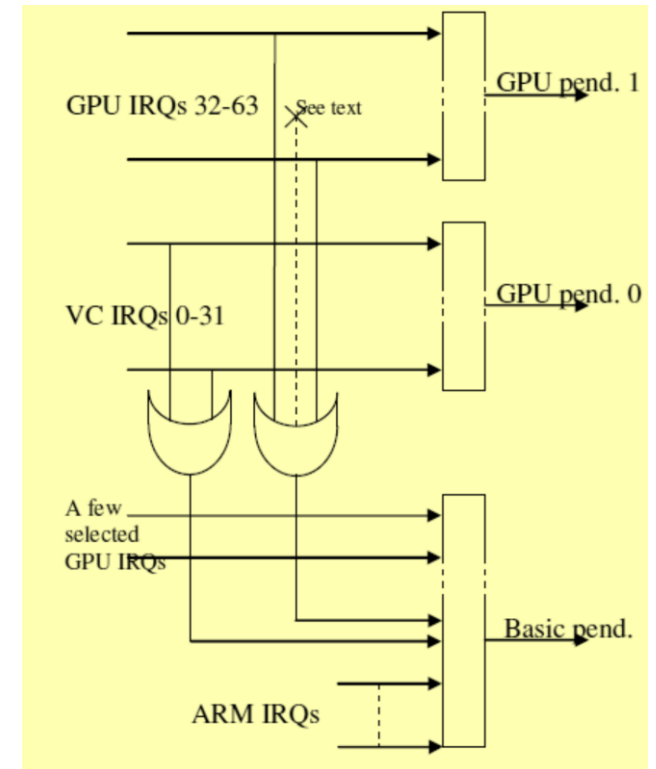 GPU pend. 1
GPU IRQs 32-63
See text
GPU pend. 0
VC IRQs 0-31
A few
selected
GPU IRQs
Basic pend.
ARM IRQs